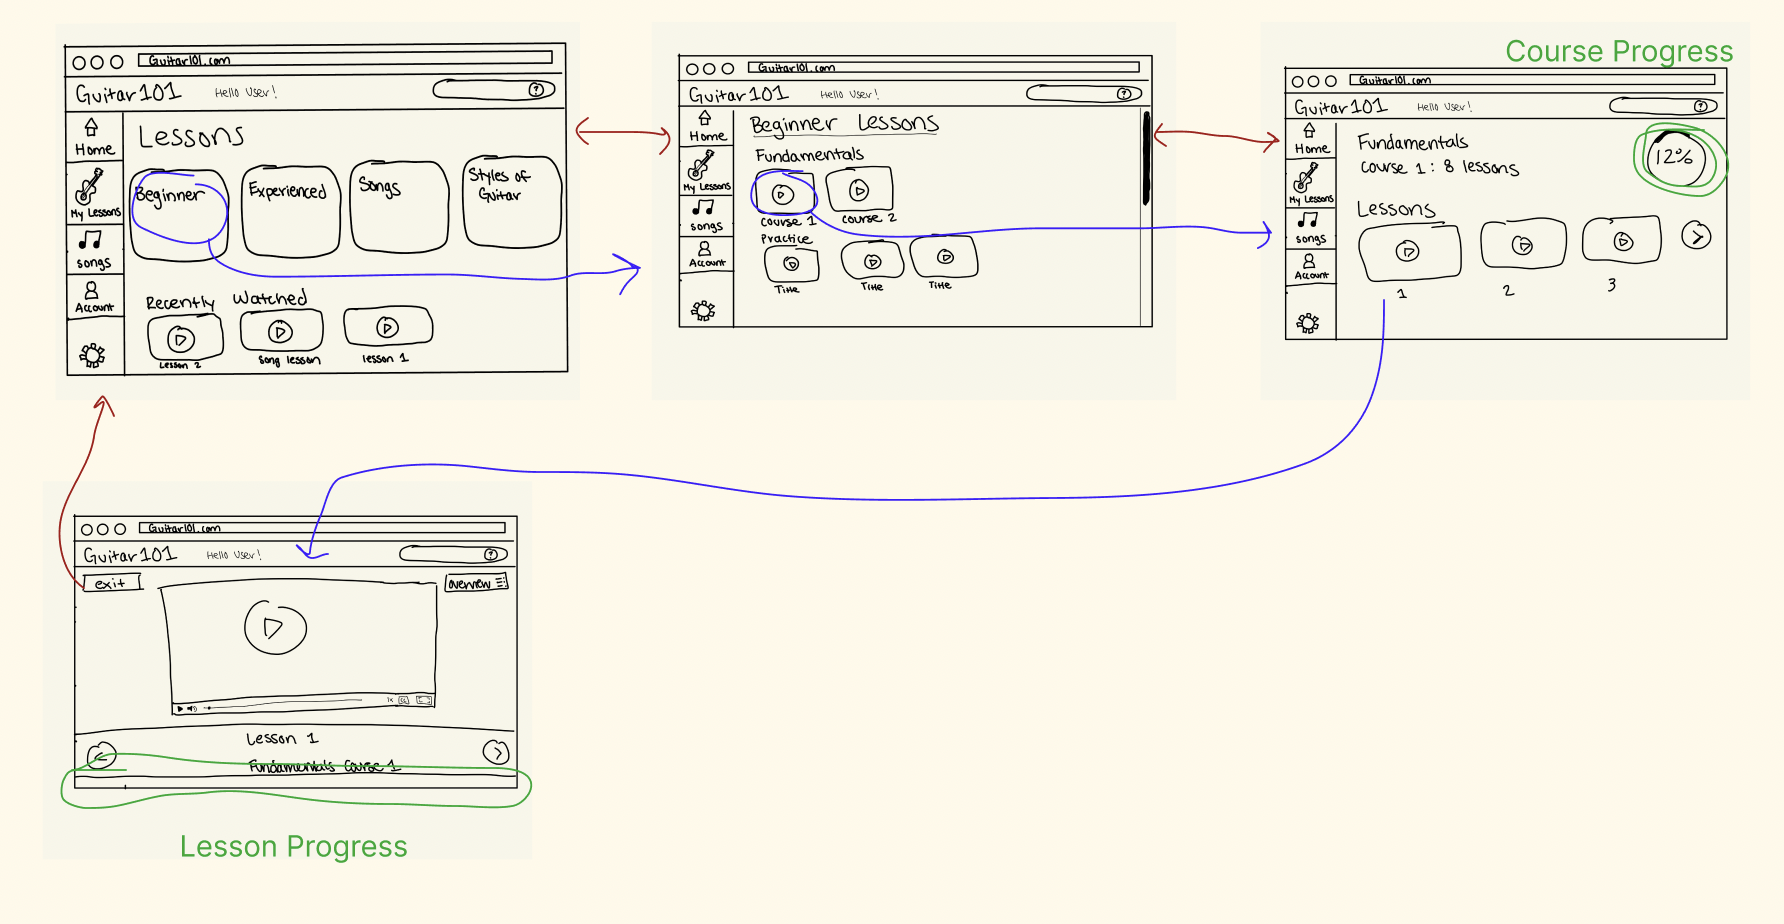 Guitar101.com
Guitar101 Hello User! ?
Home
My Lessons
songs
Account
Lessons
Beginner Experienced Songs Styles of Guitar
Recently Watched
Lesson 2 Song lesson lesson 1
Guitar101.com
Guitar101 Hello User! ?
Home
My Lessons
songs
Account
Beginner Lessons
Fundamentals
Course 1 Course 2
Practice
Title Title Title
Course Progress
Guitar101.com
Guitar101 Hello User! ?
Home
My Lessons
songs
Account
Fundamentals
Course 1 : 8 lessons
12%
Lessons
1 2 3
Guitar101.com
Guitar101 Hello User! ?
exit
overview
1x CC
Lesson 1
Fundamentals Course 1
Lesson Progress